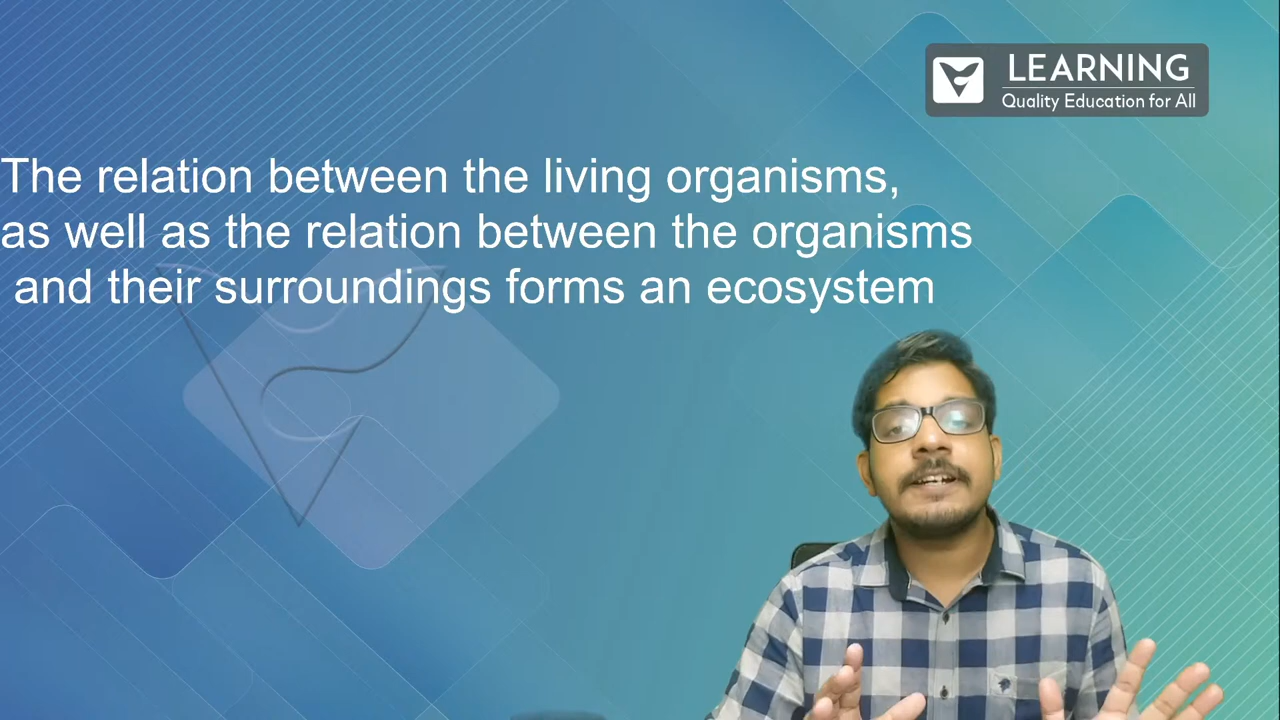 LEARNING
Quality Education for All
The relation between the living organisms,
as well as the relation between the organisms
and their surroundings forms an ecosystem